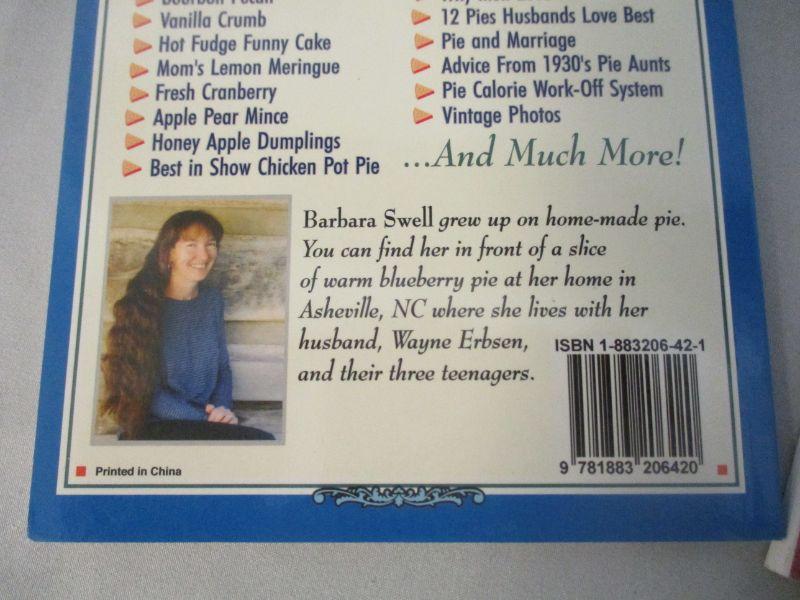 Bourbon Pecan
Vanilla Crumb
Hot Fudge Funny Cake
Mom's Lemon Meringue
Fresh Cranberry
Apple Pear Mince
Honey Apple Dumplings
Best in Show Chicken Pot Pie
12 Pies Husbands Love Best
Pie and Marriage
Advice From 1930's Pie Aunts
Pie Calorie Work-Off System
Vintage Photos
...And Much More!
Barbara Swell grew up on home-made pie.
You can find her in front of a slice
of warm blueberry pie at her home in
Asheville, NC where she lives with her
husband, Wayne Erbsen,
and their three teenagers.
ISBN 1-883206-42-1
9 781883 206420
Printed in China